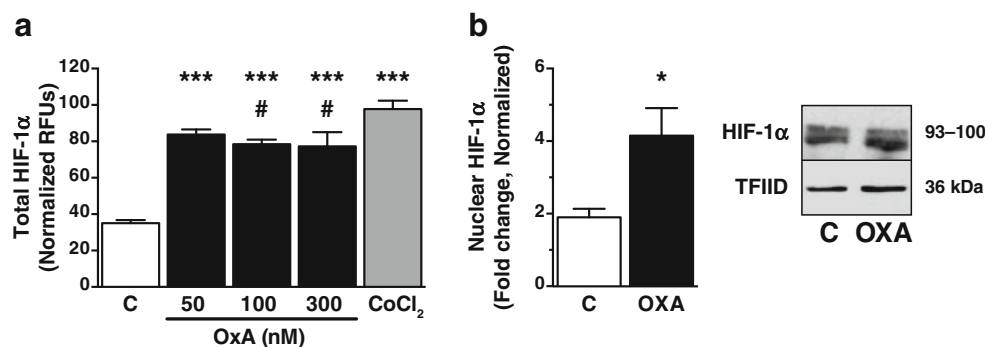 a
Total HIF-1α
(Normalized RFUs)
120
100
80
60
40
20
0
*** *** *** ***
# #
C 50 100 300 CoCl₂
OxA (nM)
b
Nuclear HIF-1α
(Fold change, Normalized)
6
4
2
0
*
C OXA
HIF-1α 93–100
TFIID 36 kDa
C OXA